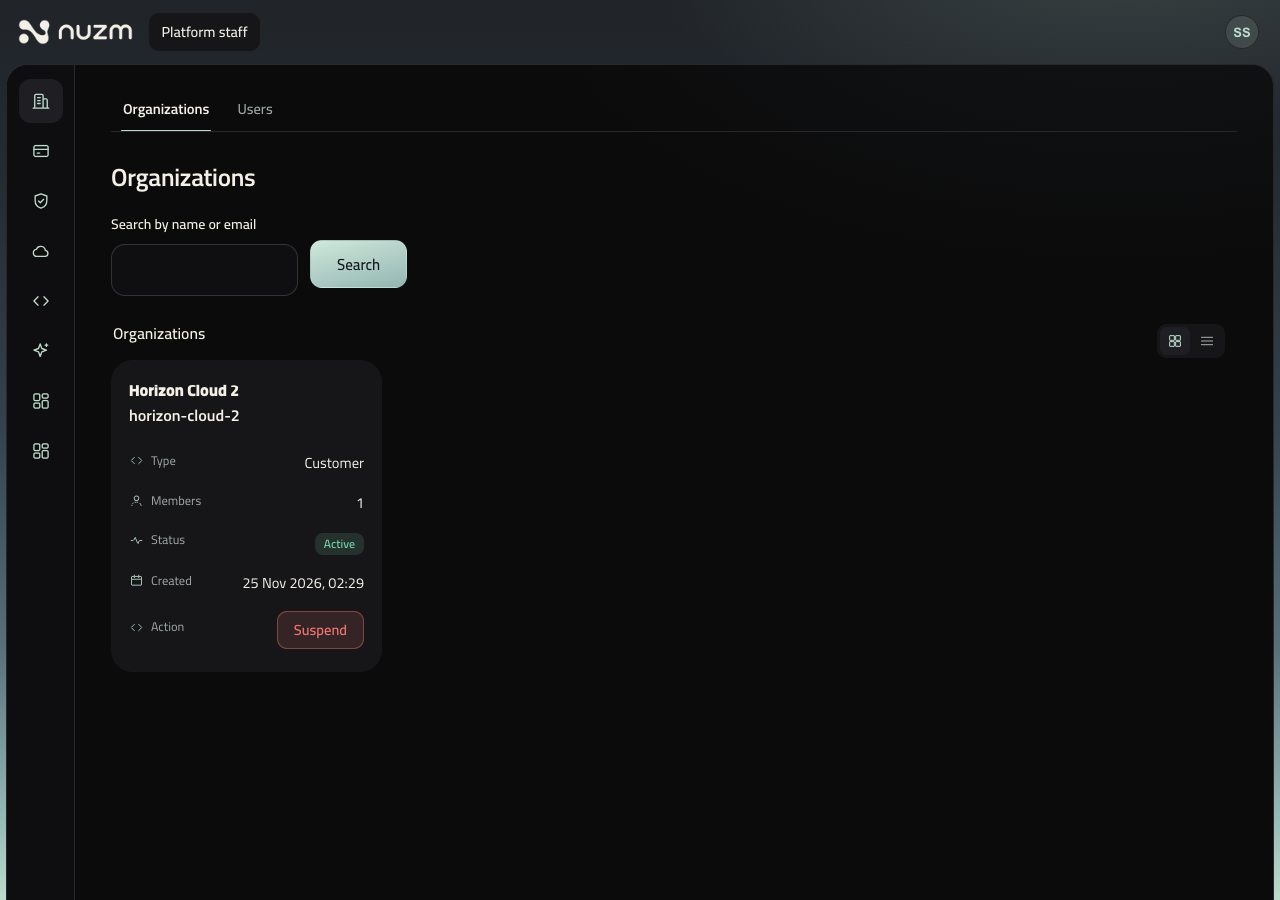 nuzm
Platform staff
SS
Organizations
Users
Organizations
Search by name or email
Search
Organizations
Horizon Cloud 2
horizon-cloud-2
Type
Customer
Members
1
Status
Active
Created
25 Nov 2026, 02:29
Action
Suspend